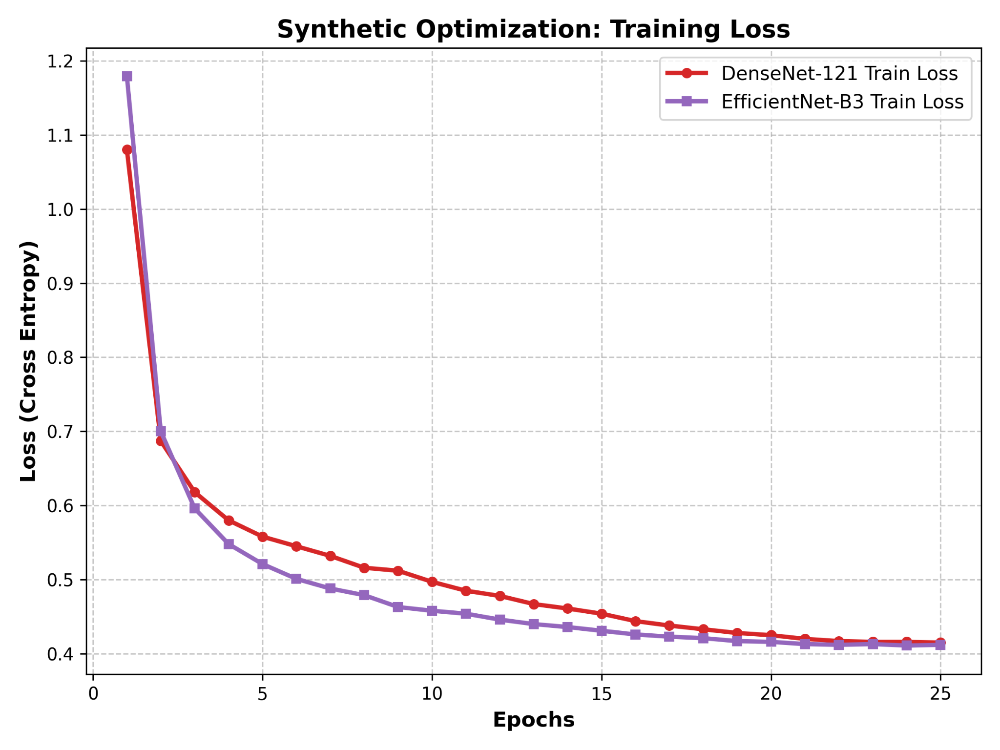 Synthetic Optimization: Training Loss
DenseNet-121 Train Loss
EfficientNet-B3 Train Loss
Loss (Cross Entropy)
1.2
1.1
1.0
0.9
0.8
0.7
0.6
0.5
0.4
0 5 10 15 20 25
Epochs